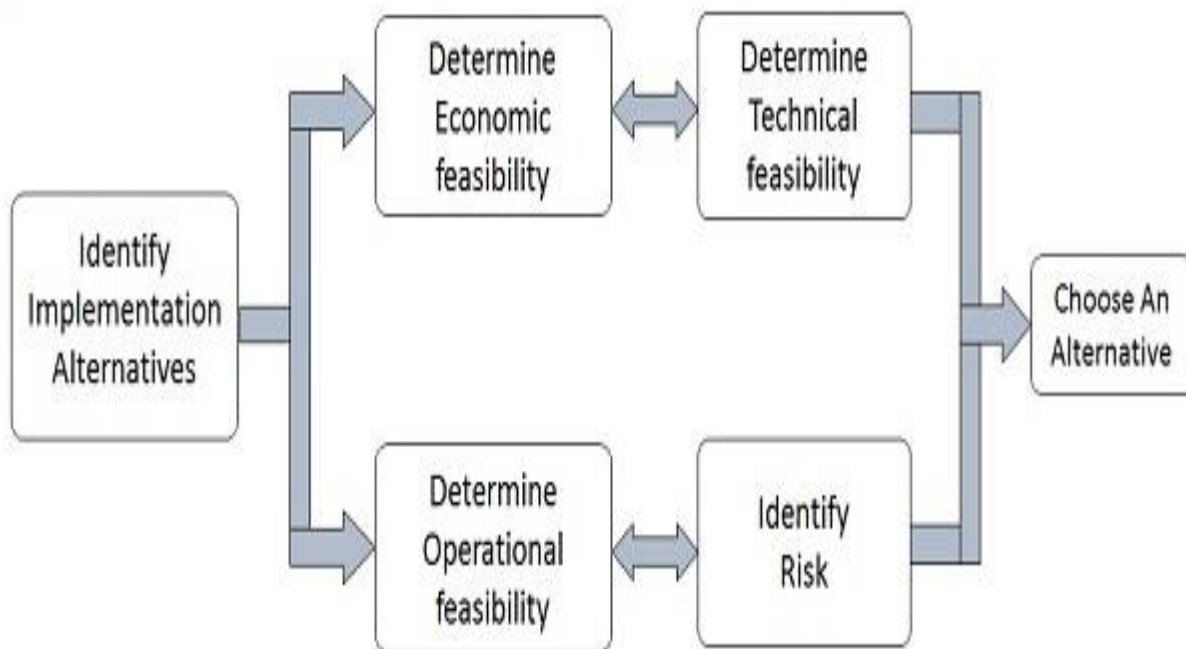 Identify
Implementation
Alternatives
Determine
Economic
feasibility
Determine
Technical
feasibility
Determine
Operational
feasibility
Identify
Risk
Choose An
Alternative